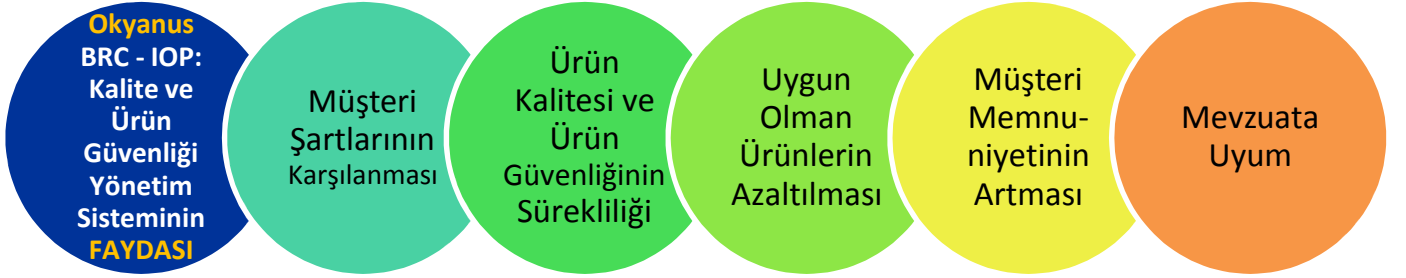 Okyanus
BRC - IOP:
Kalite ve
Ürün
Güvenliği
Yönetim
Sisteminin
FAYDASI
Müşteri
Şartlarının
Karşılanması
Ürün
Kalitesi ve
Ürün
Güvenliğinin
Sürekliliği
Uygun
Olman
Ürünlerin
Azaltılması
Müşteri
Memnu-
niyetinin
Artması
Mevzuata
Uyum